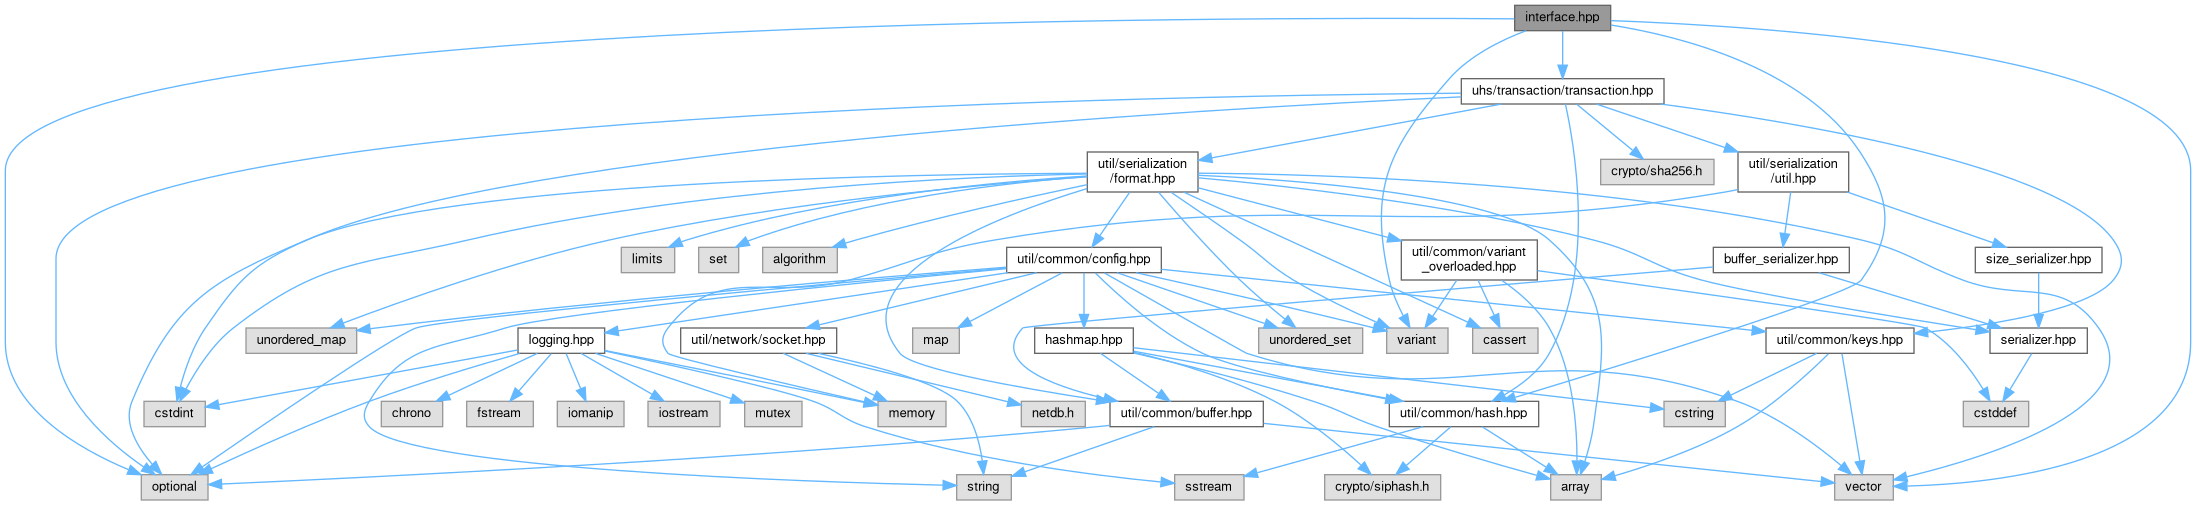 interface.hpp
uhs/transaction/transaction.hpp
util/serialization
/format.hpp
crypto/sha256.h
util/serialization
/util.hpp
limits
set
algorithm
util/common/config.hpp
util/common/variant
_overloaded.hpp
buffer_serializer.hpp
size_serializer.hpp
unordered_map
logging.hpp
util/network/socket.hpp
map
hashmap.hpp
unordered_set
variant
cassert
util/common/keys.hpp
serializer.hpp
cstdint
chrono
fstream
iomanip
iostream
mutex
memory
netdb.h
util/common/buffer.hpp
util/common/hash.hpp
cstring
cstddef
optional
string
sstream
crypto/siphash.h
array
vector